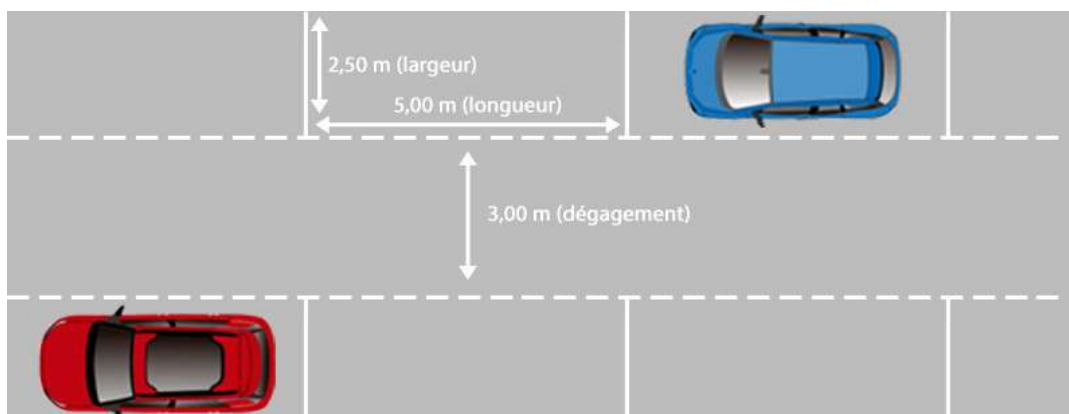 2,50 m (largeur)
5,00 m (longueur)
3,00 m (dégagement)